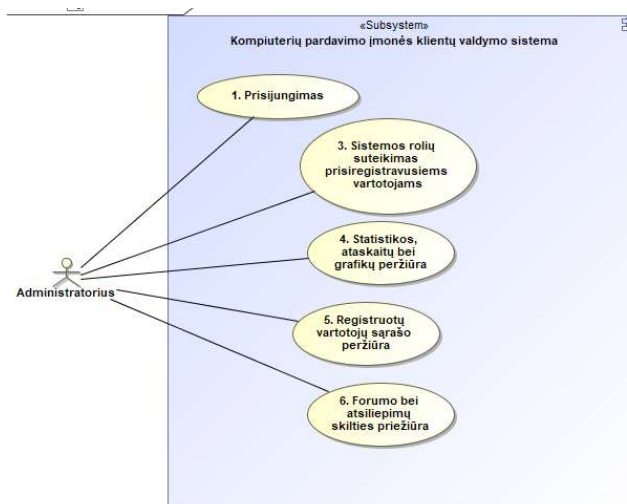 «Subsystem»
Kompiuterių pardavimo įmonės klientų valdymo sistema
1. Prisijungimas
3. Sistemos rolių
suteikimas
prisiregistravusiems
vartotojams
4. Statistikos,
ataskaitų bei
grafikų peržiūra
Administratorius
5. Registruotų
vartotojų sąrašo
peržiūra
6. Forumo bei
atsiliepimų
skilties priežiūra